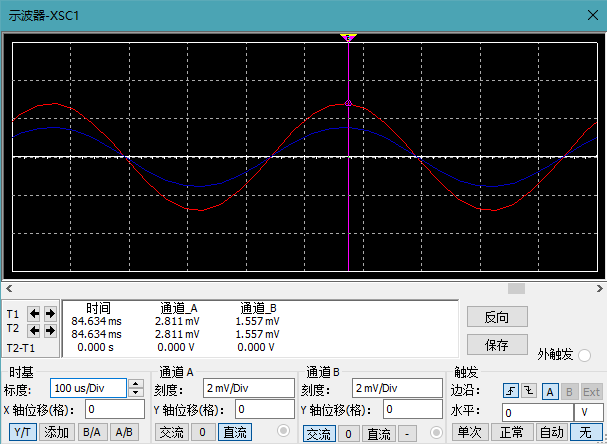 示波器-XSC1
时间 通道_A 通道_B
T1 84.634 ms 2.811 mV 1.557 mV
T2 84.634 ms 2.811 mV 1.557 mV
T2-T1 0.000 s 0.000 V 0.000 V
反向
保存
外触发
时基
标度: 100 us/Div
X 轴位移(格): 0
Y/T 添加 B/A A/B
通道 A
刻度: 2 mV/Div
Y 轴位移(格): 0
交流 0 直流
通道 B
刻度: 2 mV/Div
Y 轴位移(格): 0
交流 0 直流 -
触发
边沿: A B Ext
水平: 0 V
单次 正常 自动 无